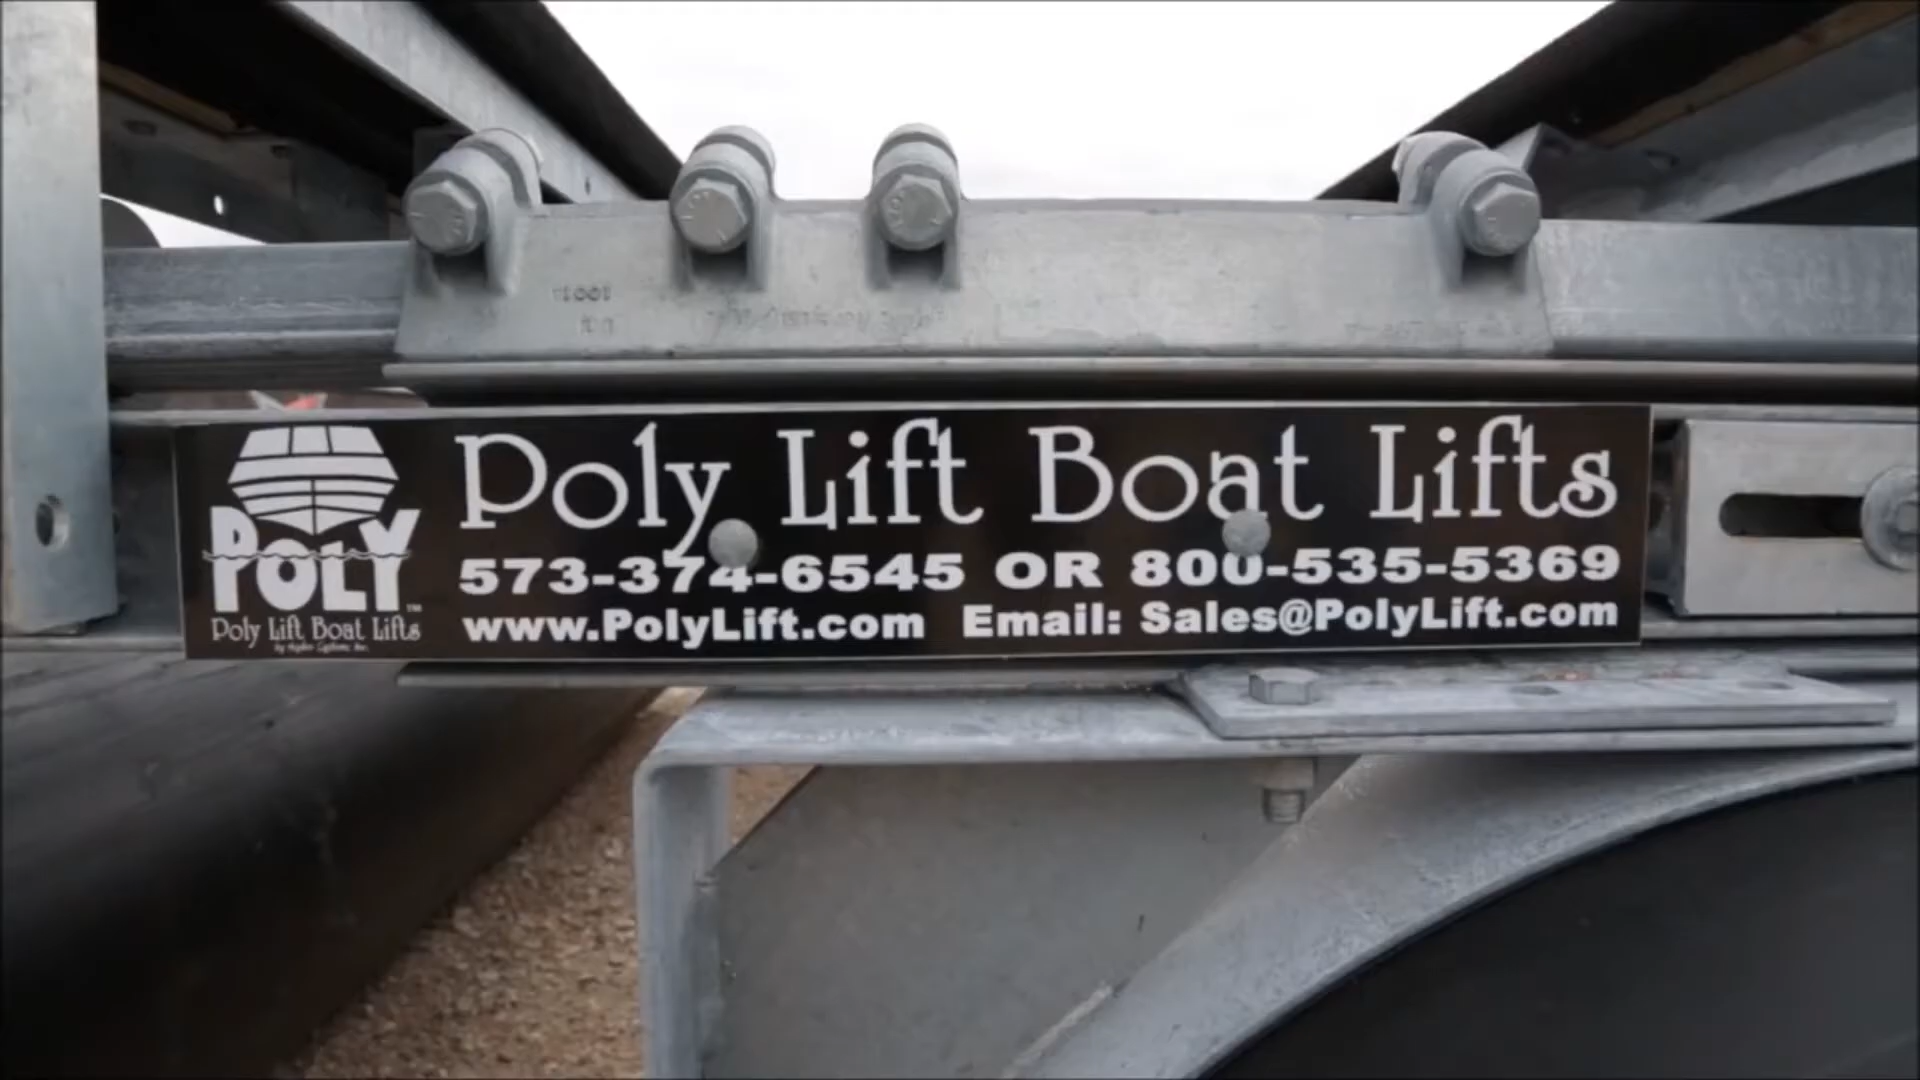 Poly Lift Boat Lifts
573-374-6545 OR 800-535-5369
www.PolyLift.com Email: Sales@PolyLift.com
POLY™
Poly Lift Boat Lifts